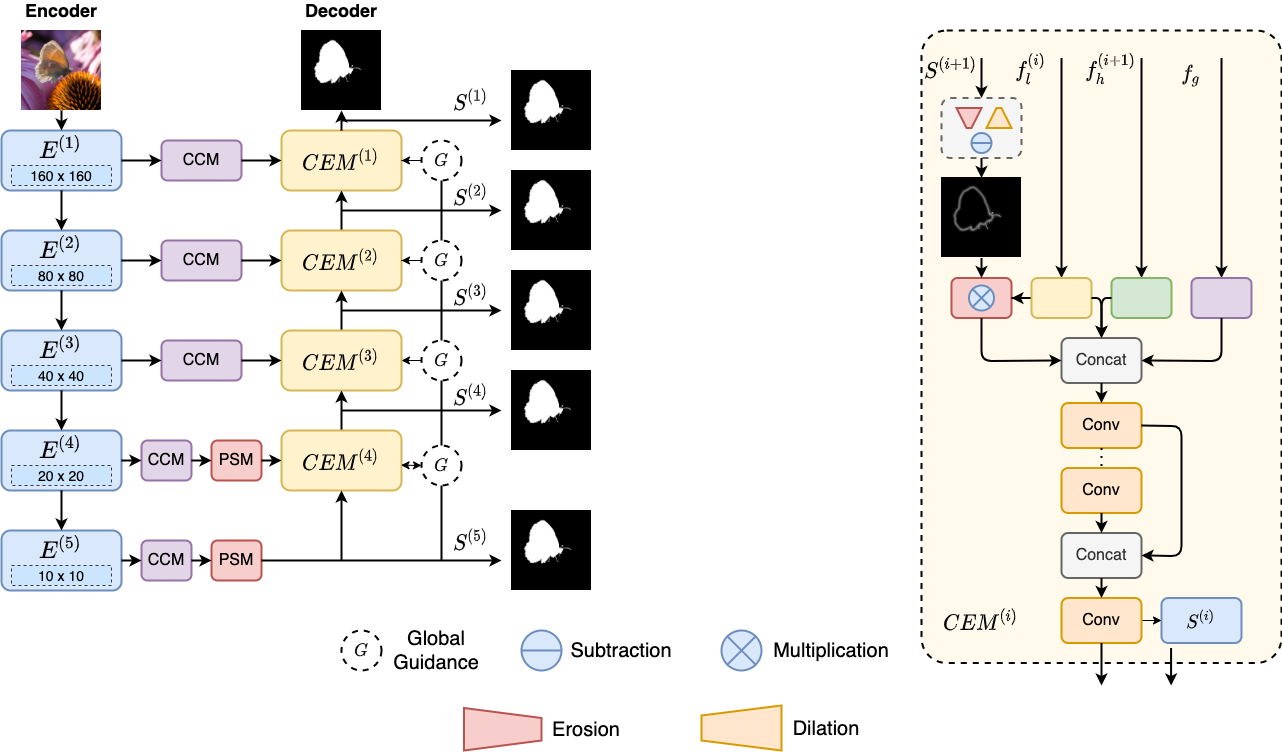 Encoder
Decoder
E^{(1)}
160 x 160
CCM
CEM^{(1)}
G
S^{(1)}
E^{(2)}
80 x 80
CCM
CEM^{(2)}
G
S^{(2)}
E^{(3)}
40 x 40
CCM
CEM^{(3)}
G
S^{(3)}
E^{(4)}
20 x 20
CCM
PSM
CEM^{(4)}
G
S^{(4)}
E^{(5)}
10 x 10
CCM
PSM
S^{(5)}
G
Global
Guidance
Subtraction
Multiplication
Erosion
Dilation
S^{(i+1)}
f_l^{(i)}
f_h^{(i+1)}
f_g
Concat
Conv
Conv
Concat
Conv
S^{(i)}
CEM^{(i)}